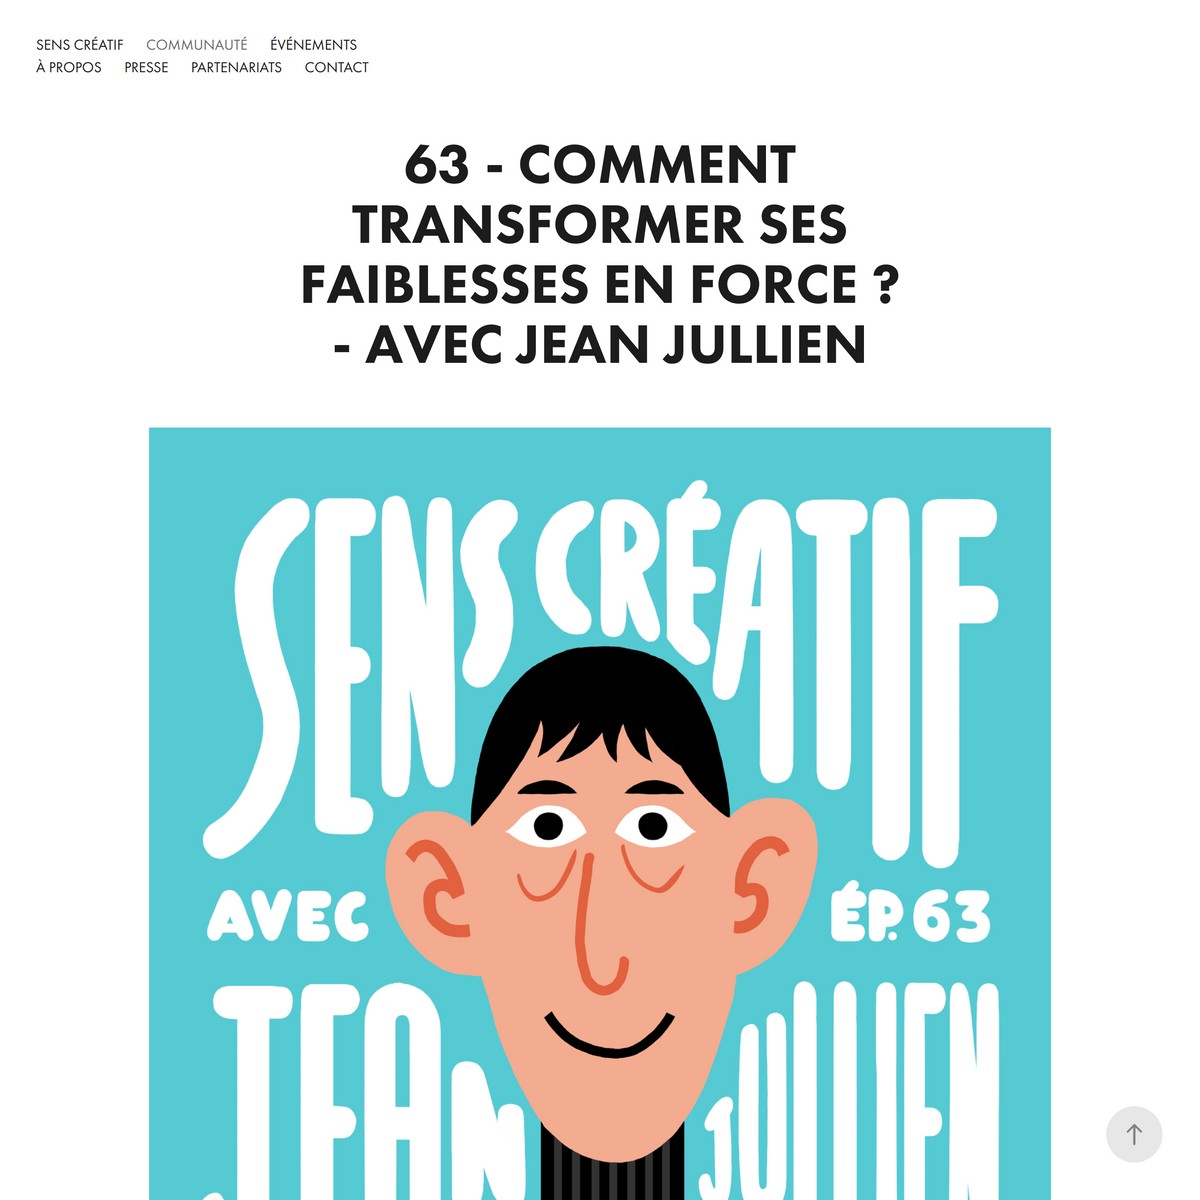 SENS CRÉATIF COMMUNAUTÉ ÉVÉNEMENTS
À PROPOS PRESSE PARTENARIATS CONTACT
63 - COMMENT
TRANSFORMER SES
FAIBLESSES EN FORCE ?
- AVEC JEAN JULLIEN
SENS CRÉATIF
AVEC ÉP. 63
JEAN JULLIEN